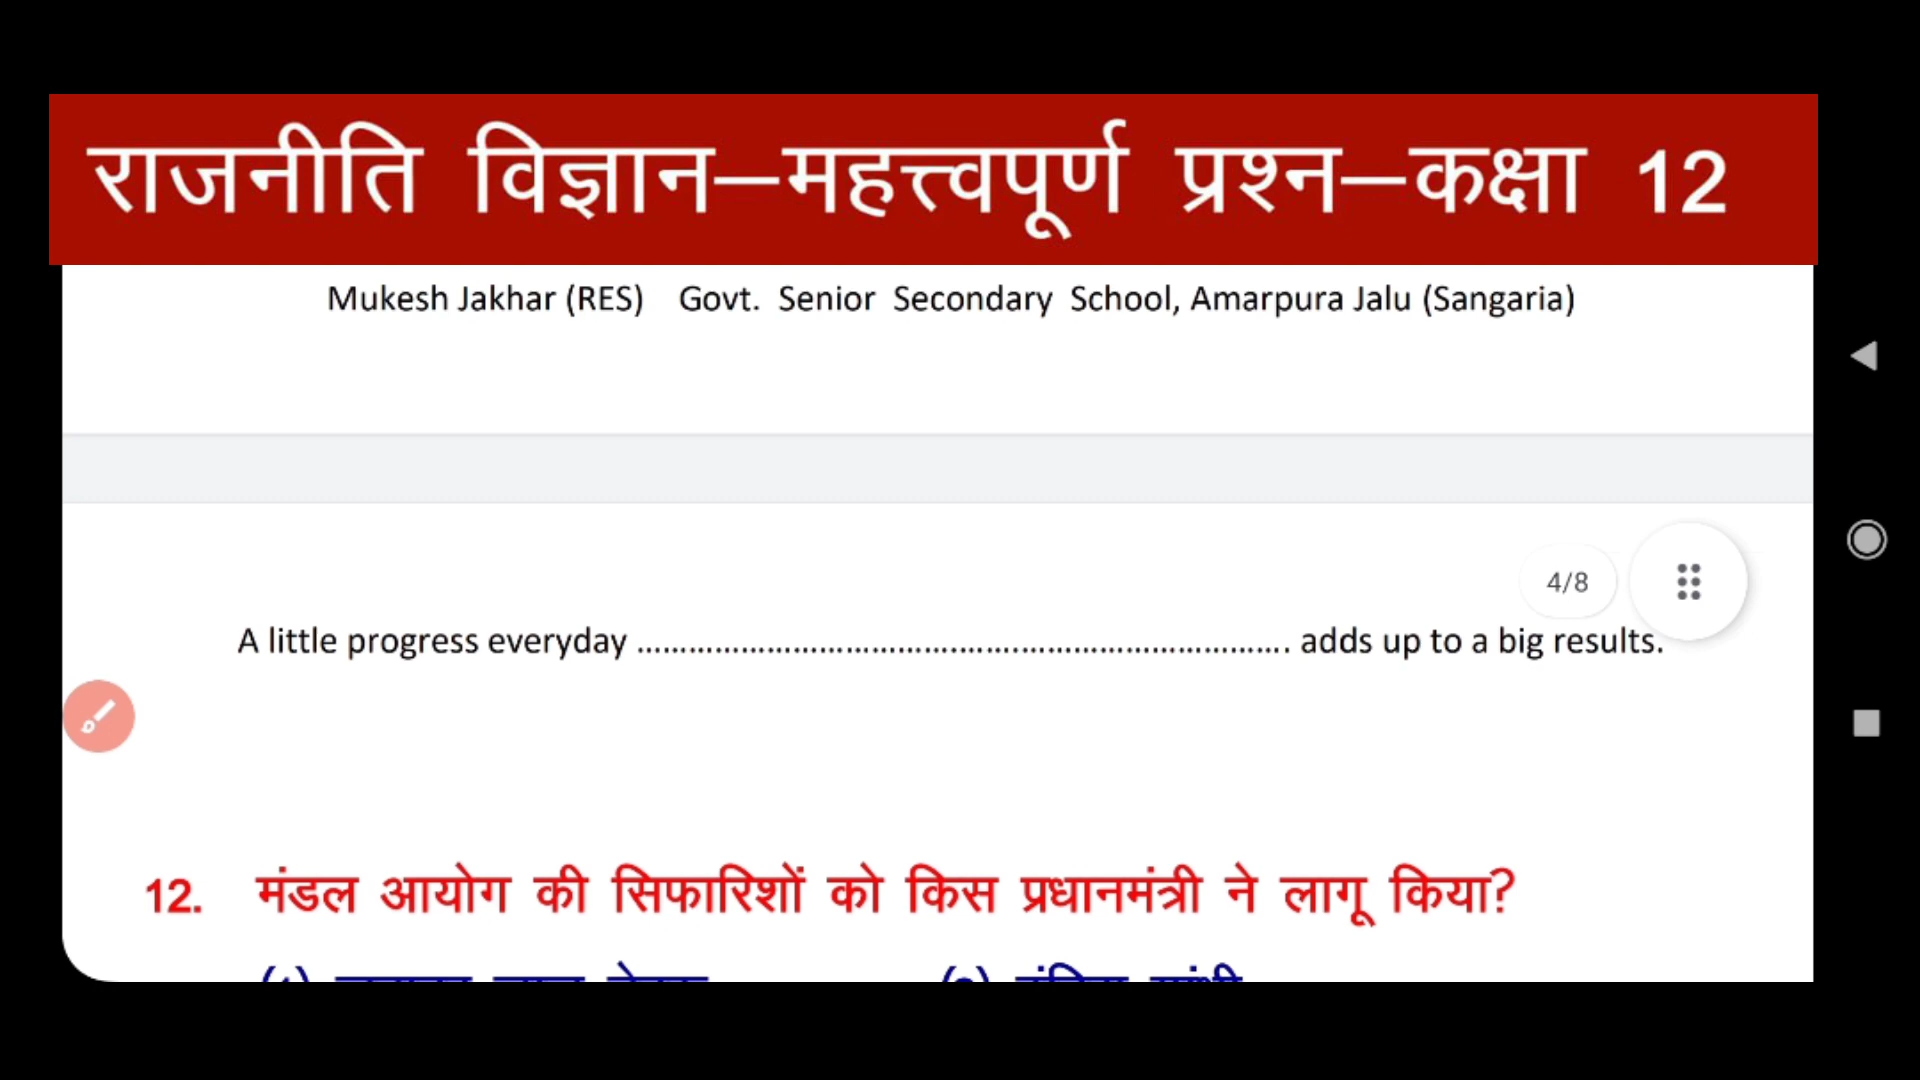 राजनीति विज्ञान–महत्त्वपूर्ण प्रश्न–कक्षा 12
Mukesh Jakhar (RES) Govt. Senior Secondary School, Amarpura Jalu (Sangaria)
4/8
A little progress everyday ……………………………………………………. adds up to a big results.
12. मंडल आयोग की सिफारिशों को किस प्रधानमंत्री ने लागू किया?